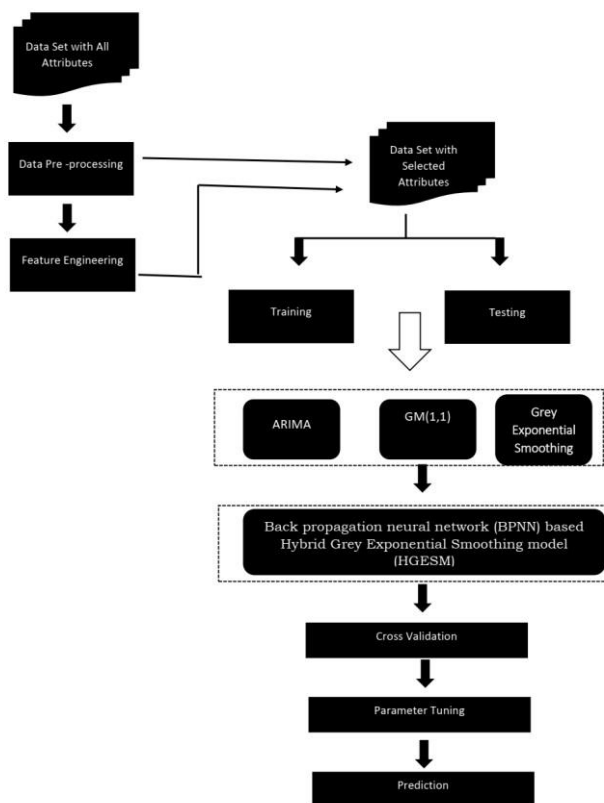 Data Set with All
Attributes
Data Pre -processing
Data Set with
Selected
Attributes
Feature Engineering
Training
Testing
ARIMA
GM(1,1)
Grey
Exponential
Smoothing
Back propagation neural network (BPNN) based
Hybrid Grey Exponential Smoothing model
(HGESM)
Cross Validation
Parameter Tuning
Prediction